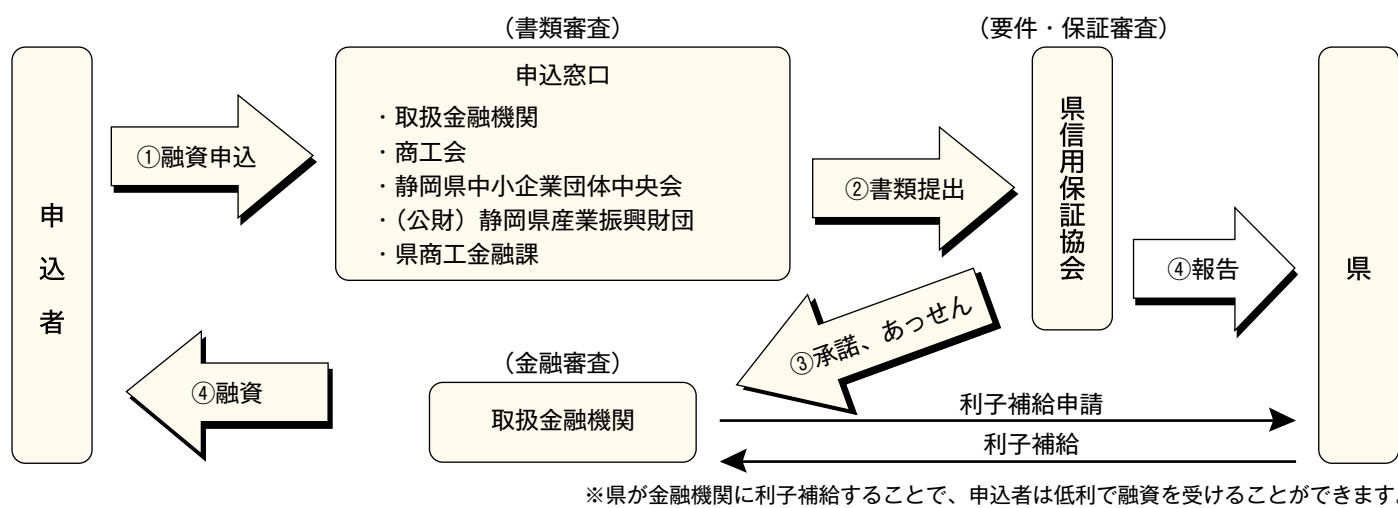 （書類審査）
（要件・保証審査）
申込者
①融資申込
申込窓口
・取扱金融機関
・商工会
・静岡県中小企業団体中央会
・（公財）静岡県産業振興財団
・県商工金融課
②書類提出
県信用保証協会
④報告
県
③承諾、あっせん
④融資
（金融審査）
取扱金融機関
利子補給申請
利子補給
※県が金融機関に利子補給することで、申込者は低利で融資を受けることができます。